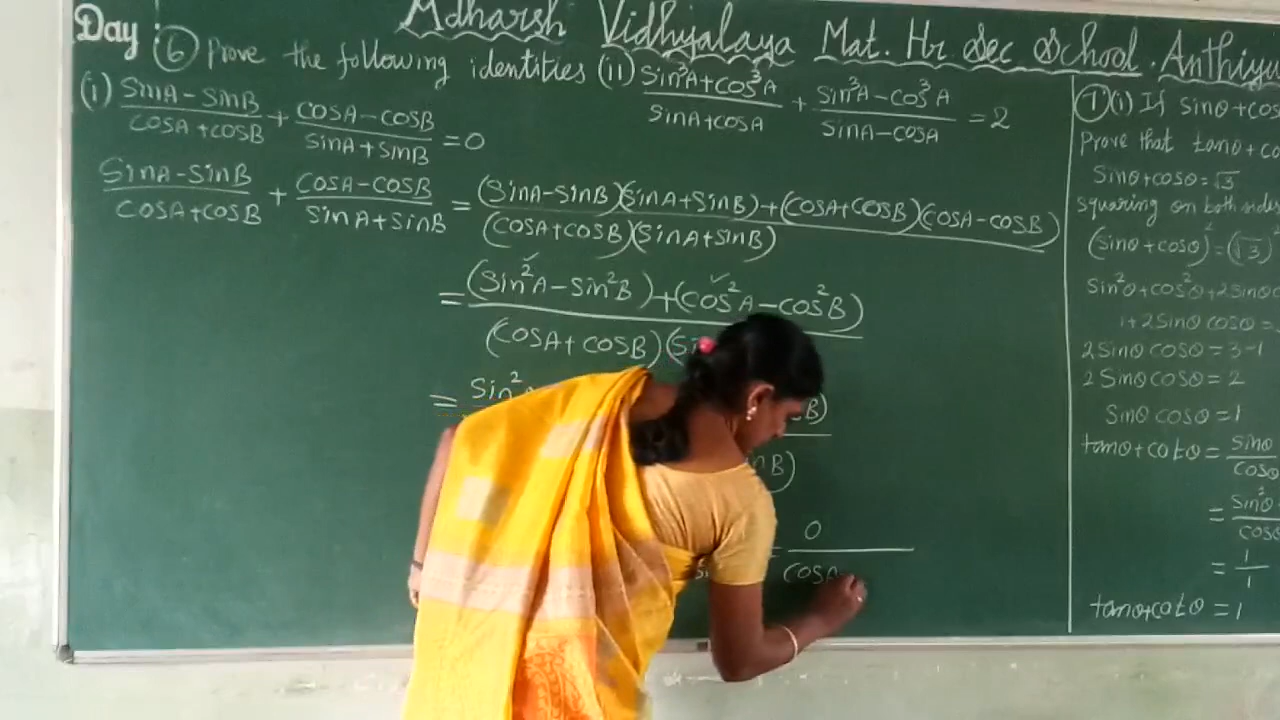 Day :
Adharsh Vidhyalaya Mat. Hr Sec School. Anthiyu
⑥ Prove the following identities
(i) (sinA - sinB)/(cosA + cosB) + (cosA - cosB)/(sinA + sinB) = 0
(ii) (sin³A + cos³A)/(sinA + cosA) + (sin³A - cos³A)/(sinA - cosA) = 2
(sinA - sinB)/(cosA + cosB) + (cosA - cosB)/(sinA + sinB) = ((sinA - sinB)(sinA + sinB) + (cosA + cosB)(cosA - cosB))/((cosA + cosB)(sinA + sinB))
= ((sin²A - sin²B) + (cos²A - cos²B))/((cosA + cosB)(si
= sin²
B)
inB)
= 0/cosA
⑦ (i) If sinθ + cos
Prove that tanθ + co
sinθ + cosθ = √3
squaring on both sides
(sinθ + cosθ)² = (√3)²
sin²θ + cos²θ + 2sinθ
1 + 2sinθ cosθ =
2sinθ cosθ = 3 - 1
2sinθ cosθ = 2
sinθ cosθ = 1
tanθ + cotθ = sinθ/cosθ
= sin²θ/cosθ
= 1/1
tanθ + cotθ = 1